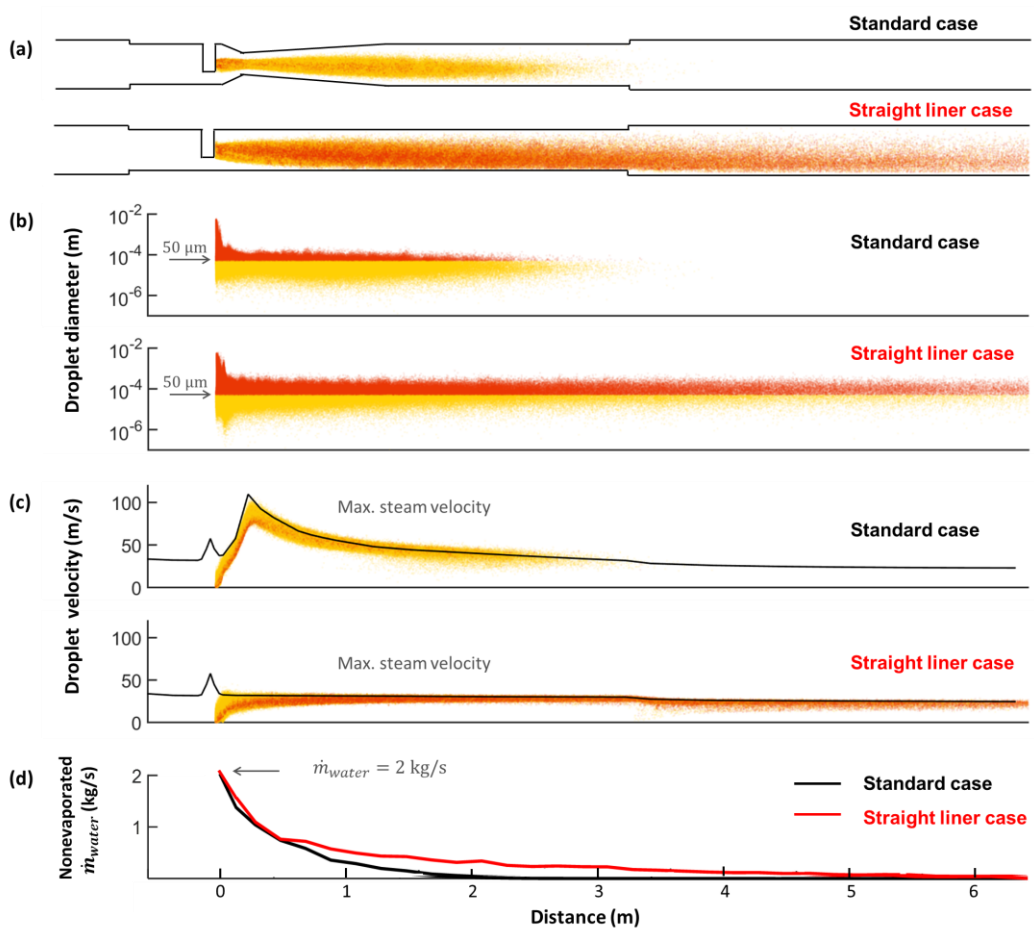 (a)
Standard case
Straight liner case
(b)
Droplet diameter (m)
10^-2
10^-4
10^-6
50 μm
Standard case
10^-2
10^-4
10^-6
50 μm
Straight liner case
(c)
Droplet velocity (m/s)
100
50
0
Max. steam velocity
Standard case
100
50
0
Max. steam velocity
Straight liner case
(d)
Nonevaporated
ṁ_water (kg/s)
2
1
ṁ_water = 2 kg/s
Standard case
Straight liner case
0 1 2 3 4 5 6
Distance (m)